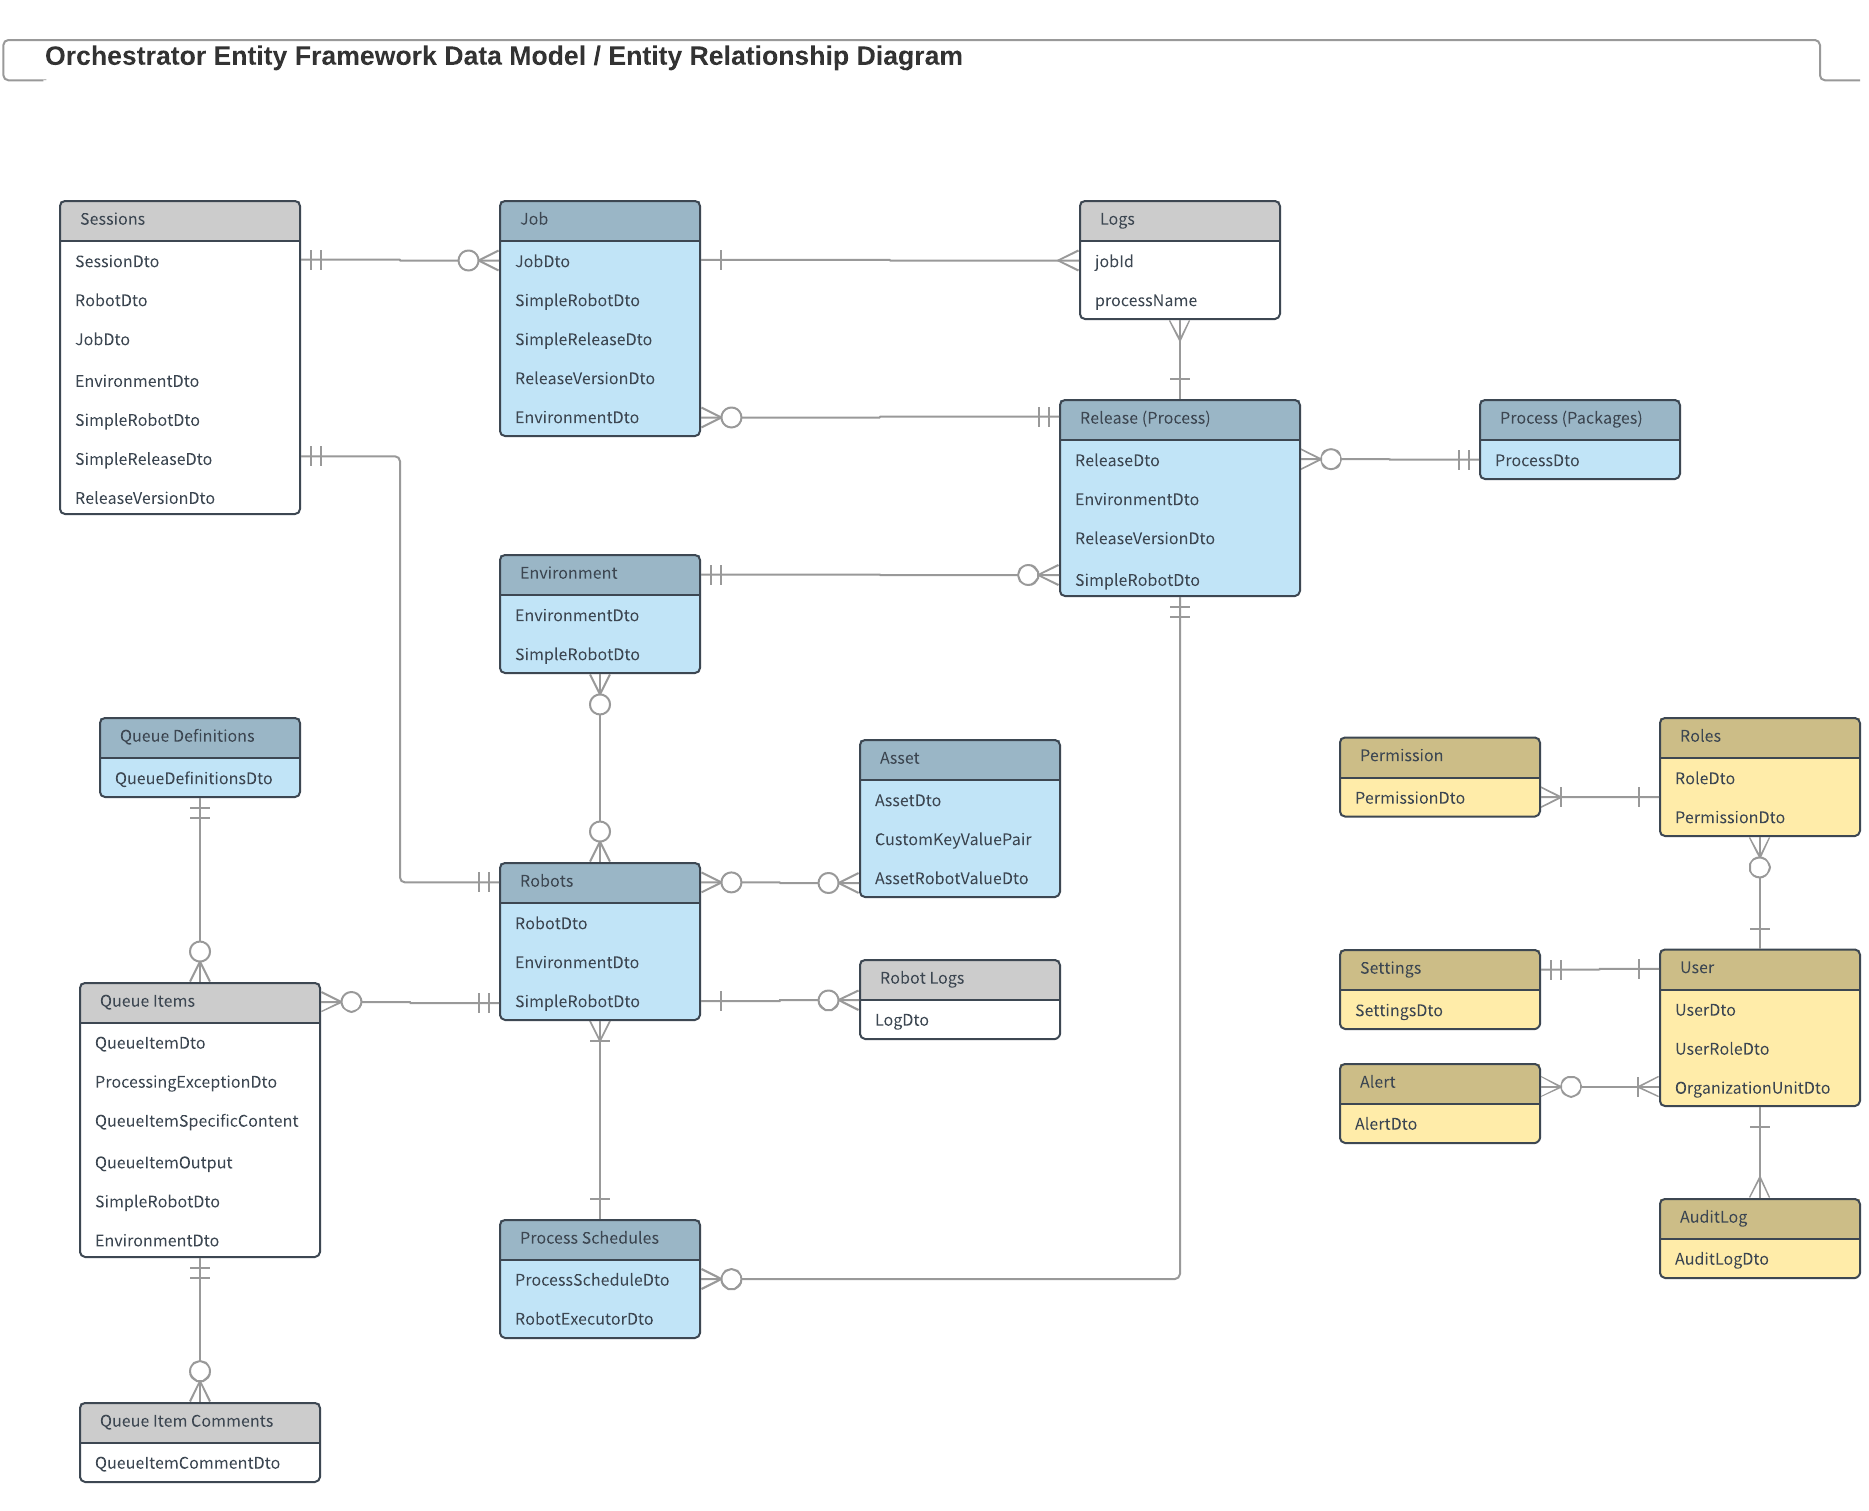 Orchestrator Entity Framework Data Model / Entity Relationship Diagram
Sessions
SessionDto
RobotDto
JobDto
EnvironmentDto
SimpleRobotDto
SimpleReleaseDto
ReleaseVersionDto
Job
JobDto
SimpleRobotDto
SimpleReleaseDto
ReleaseVersionDto
EnvironmentDto
Logs
jobId
processName
Release (Process)
ReleaseDto
EnvironmentDto
ReleaseVersionDto
SimpleRobotDto
Process (Packages)
ProcessDto
Environment
EnvironmentDto
SimpleRobotDto
Queue Definitions
QueueDefinitionsDto
Asset
AssetDto
CustomKeyValuePair
AssetRobotValueDto
Permission
PermissionDto
Roles
RoleDto
PermissionDto
Robots
RobotDto
EnvironmentDto
SimpleRobotDto
Robot Logs
LogDto
Settings
SettingsDto
User
UserDto
UserRoleDto
OrganizationUnitDto
Queue Items
QueueItemDto
ProcessingExceptionDto
QueueItemSpecificContent
QueueItemOutput
SimpleRobotDto
EnvironmentDto
Alert
AlertDto
Process Schedules
ProcessScheduleDto
RobotExecutorDto
AuditLog
AuditLogDto
Queue Item Comments
QueueItemCommentDto